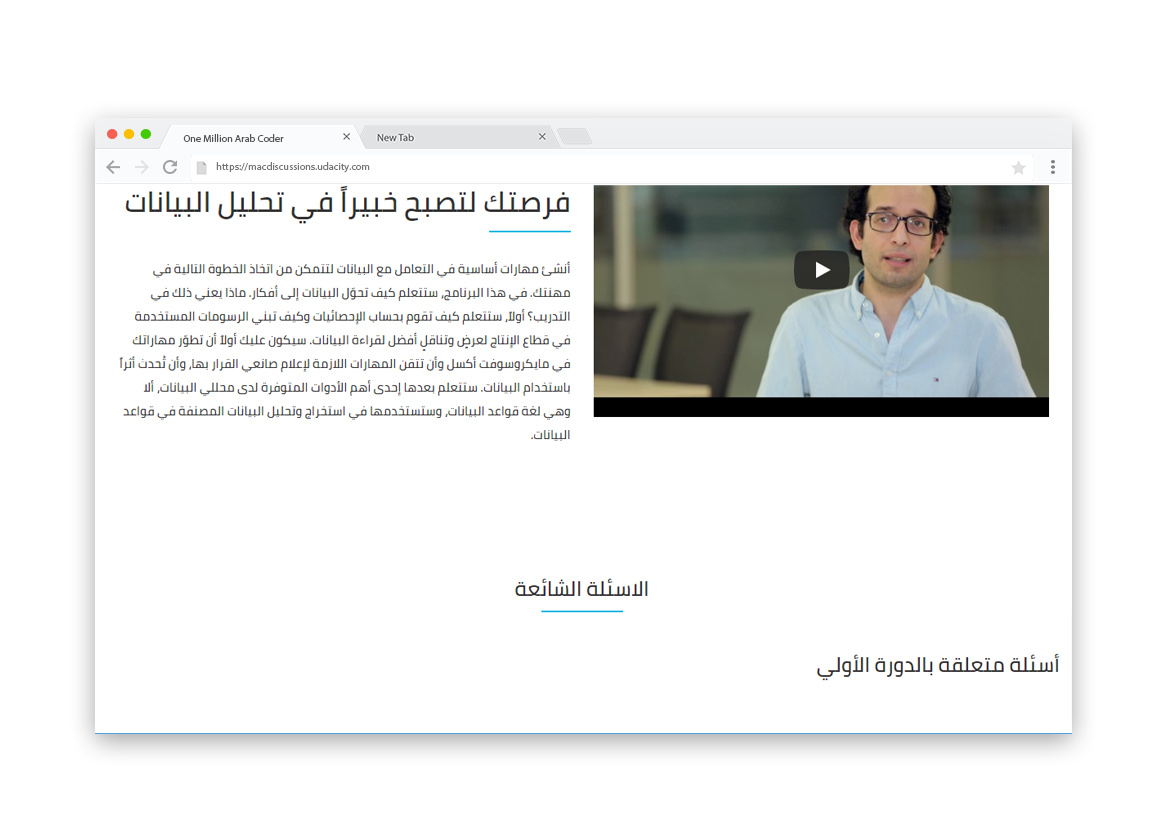 One Million Arab Coder
New Tab
https://macdiscussions.udacity.com
فرصتك لتصبح خبيراً في تحليل البيانات
أنشئ مهارات أساسية في التعامل مع البيانات لتتمكن من اتخاذ الخطوة التالية في
مهنتك. في هذا البرنامج، ستتعلم كيف تحوّل البيانات إلى أفكار. ماذا يعني ذلك في
التدريب؟ أولاً، ستتعلم كيف تقوم بحساب الإحصائيات وكيف تبني الرسومات المستخدمة
في قطاع الإنتاج لعرضٍ وتناقلٍ أفضل لقراءة البيانات. سيكون عليك أولاً أن تطوّر مهاراتك
في مايكروسوفت أكسل وأن تتقن المهارات اللازمة لإعلام صانعي القرار بها، وأن تُحدث أثراً
باستخدام البيانات. ستتعلم بعدها إحدى أهم الأدوات المتوفرة لدى محللي البيانات، ألا
وهي لغة قواعد البيانات، وستستخدمها في استخراج وتحليل البيانات المصنفة في قواعد
البيانات.
الاسئلة الشائعة
أسئلة متعلقة بالدورة الأولي